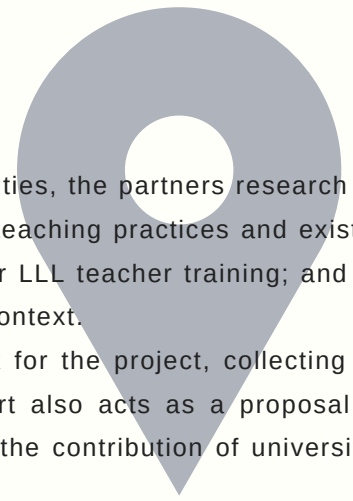 ties, the partners research
eaching practices and exist
r LLL teacher training; and
ontext.
for the project, collecting
rt also acts as a proposal
the contribution of universi